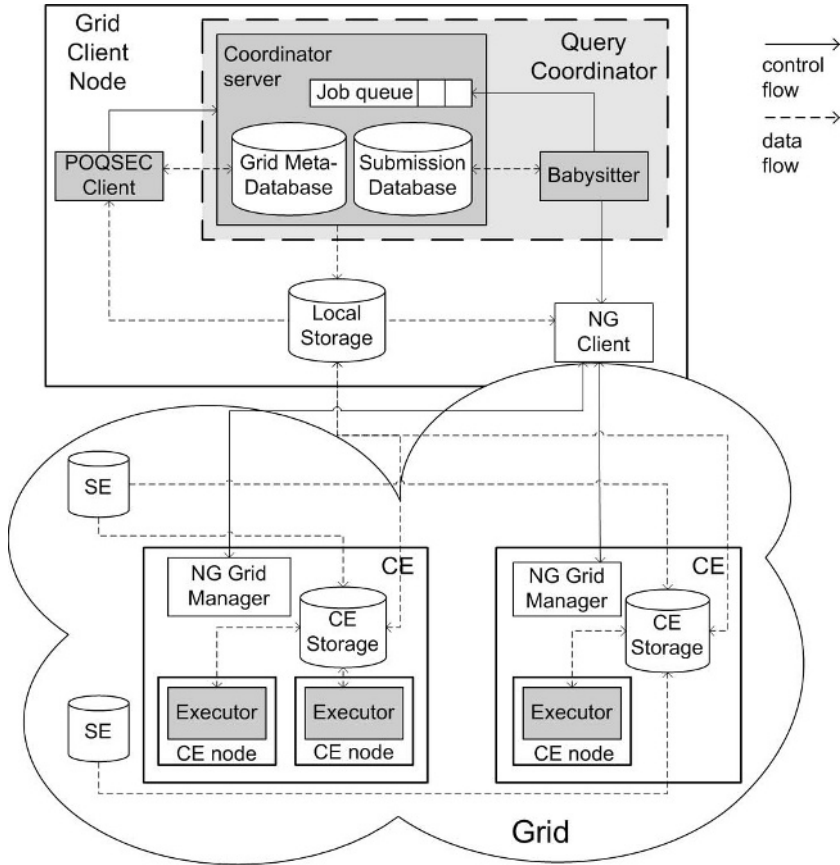 Grid
Client
Node
Coordinator
server
Query
Coordinator
Job queue
control
flow
data
flow
POQSEC
Client
Grid Meta-
Database
Submission
Database
Babysitter
Local
Storage
NG
Client
SE
NG Grid
Manager
CE
CE
Storage
Executor
CE node
Executor
CE node
NG Grid
Manager
CE
CE
Storage
Executor
CE node
SE
Grid